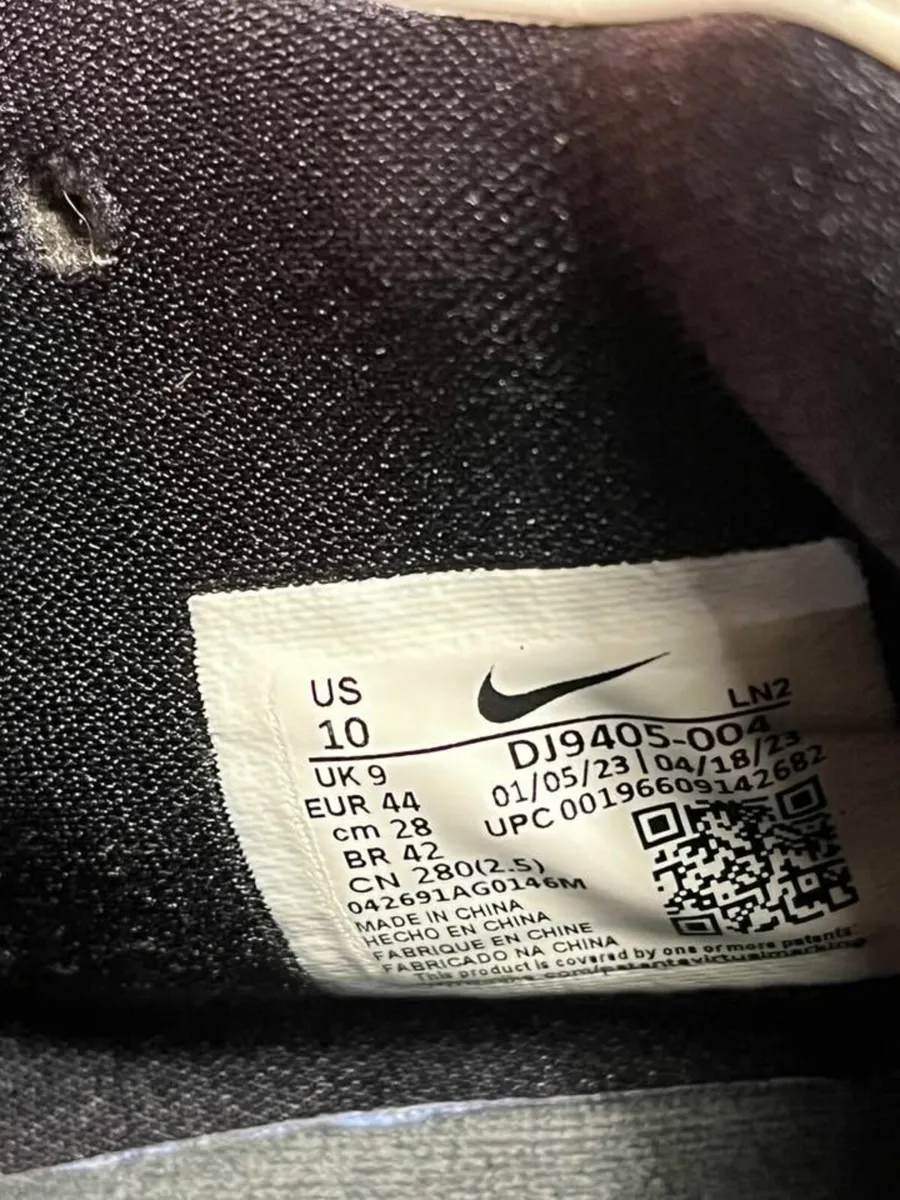 US
10
LN2
DJ9405-004
01/05/23 | 04/18/23
UPC 00196609142682
UK 9
EUR 44
cm 28
BR 42
CN 280(2.5)
042691AG0146M
MADE IN CHINA
HECHO EN CHINA
FABRIQUE EN CHINE
FABRICADO NA CHINA
This product is covered by one or more patents
.com/patentsvirtualmarking